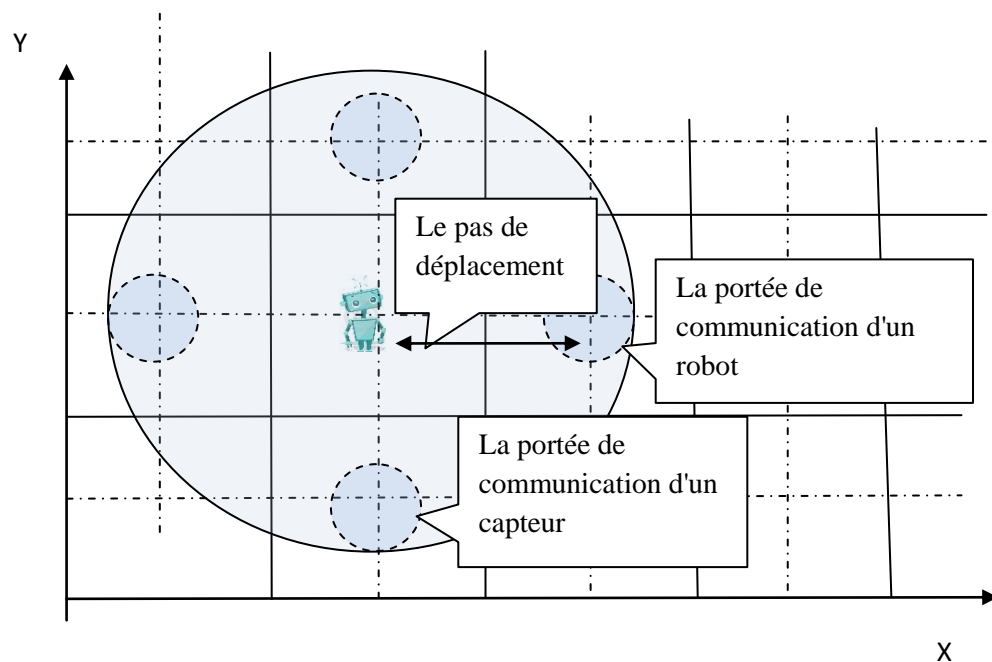 Y
Le pas de
déplacement
La portée de
communication d'un
robot
La portée de
communication d'un
capteur
X